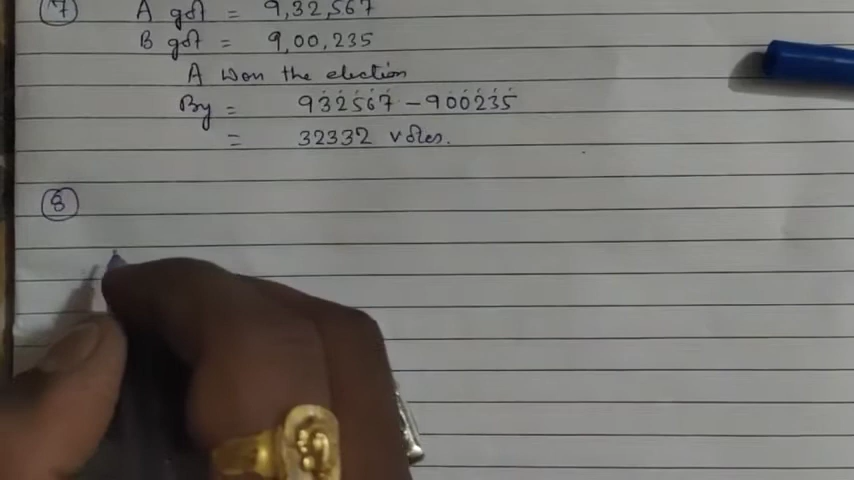 7 A got = 9,32,567
B got = 9,00,235
A won the election
By = 932567 - 900235
= 32332 votes.
8